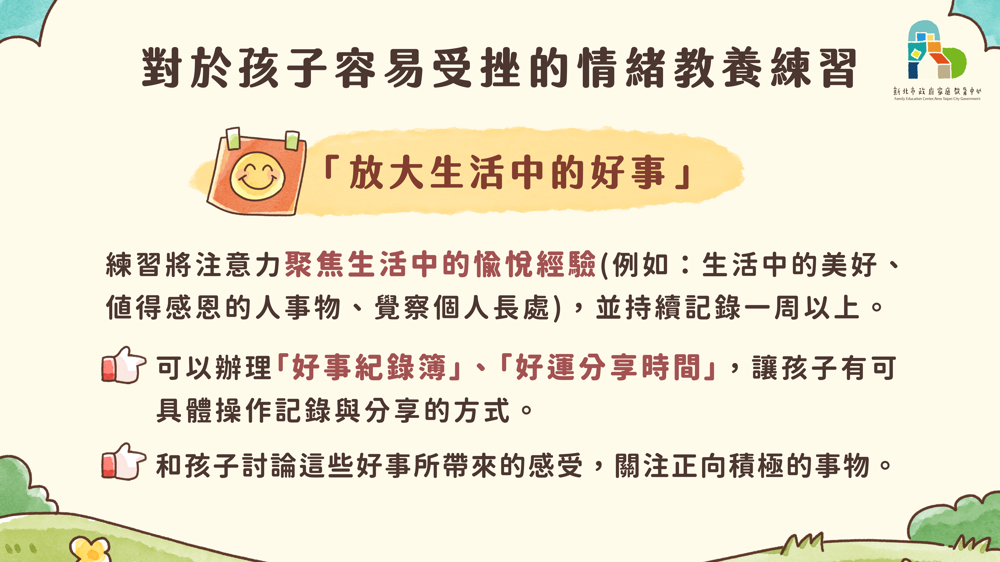 對於孩子容易受挫的情緒教養練習
新北市政府家庭教育中心
Family Education Center,New Taipei City Government
「放大生活中的好事」
練習將注意力聚焦生活中的愉悅經驗(例如：生活中的美好、
值得感恩的人事物、覺察個人長處)，並持續記錄一周以上。
可以辦理「好事紀錄簿」、「好運分享時間」，讓孩子有可
具體操作記錄與分享的方式。
和孩子討論這些好事所帶來的感受，關注正向積極的事物。